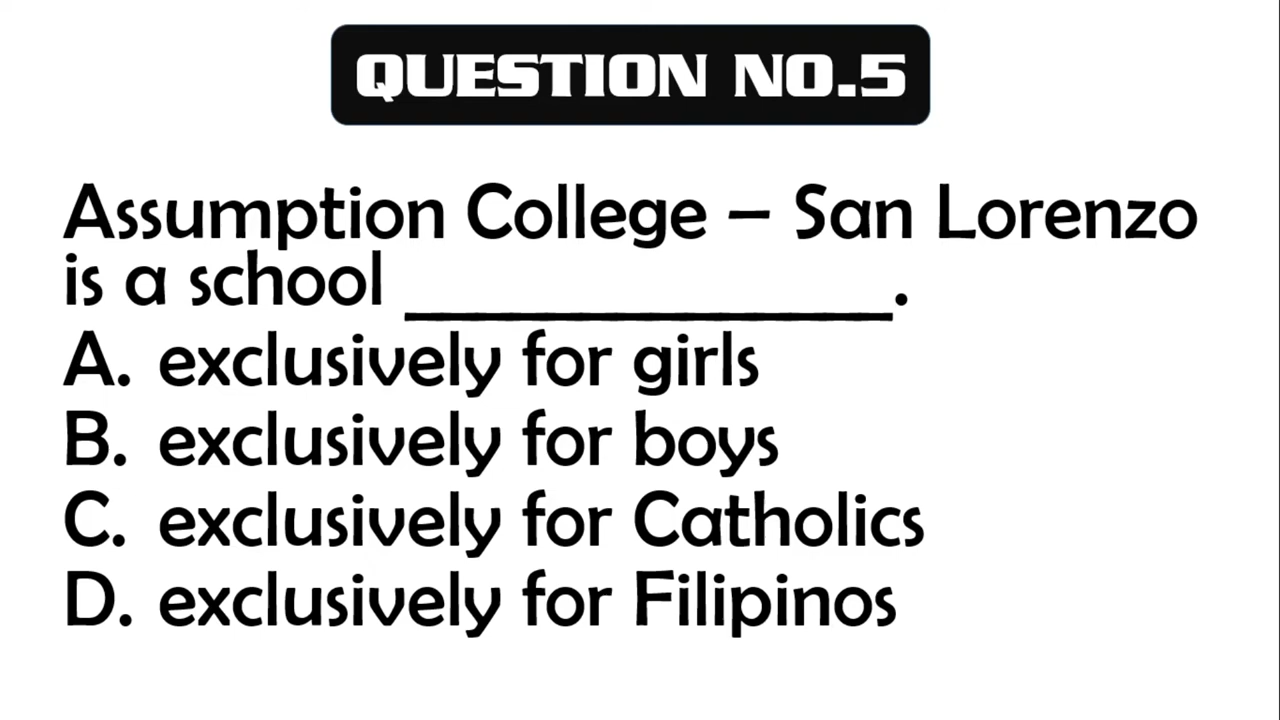 QUESTION NO.5
Assumption College – San Lorenzo
is a school ______________.
A. exclusively for girls
B. exclusively for boys
C. exclusively for Catholics
D. exclusively for Filipinos